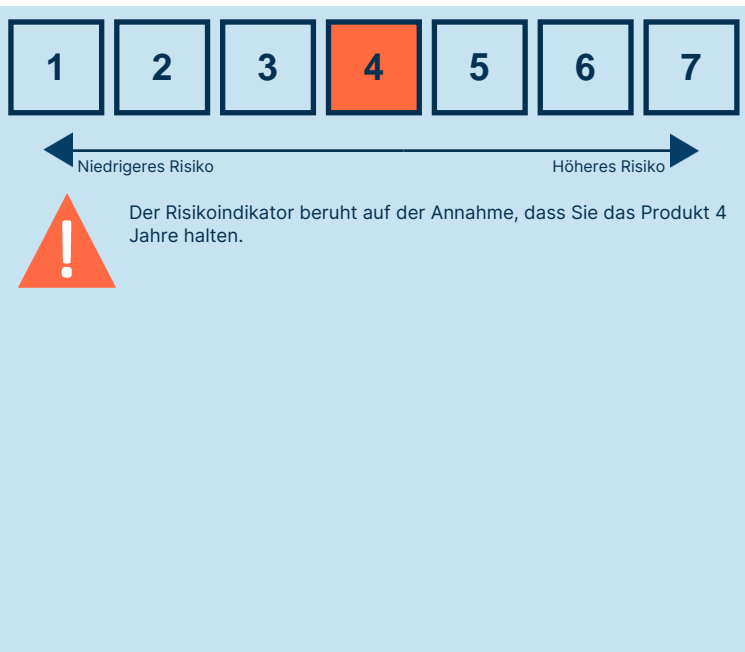 1 2 3 4 5 6 7
Niedrigeres Risiko Höheres Risiko
Der Risikoindikator beruht auf der Annahme, dass Sie das Produkt 4
Jahre halten.